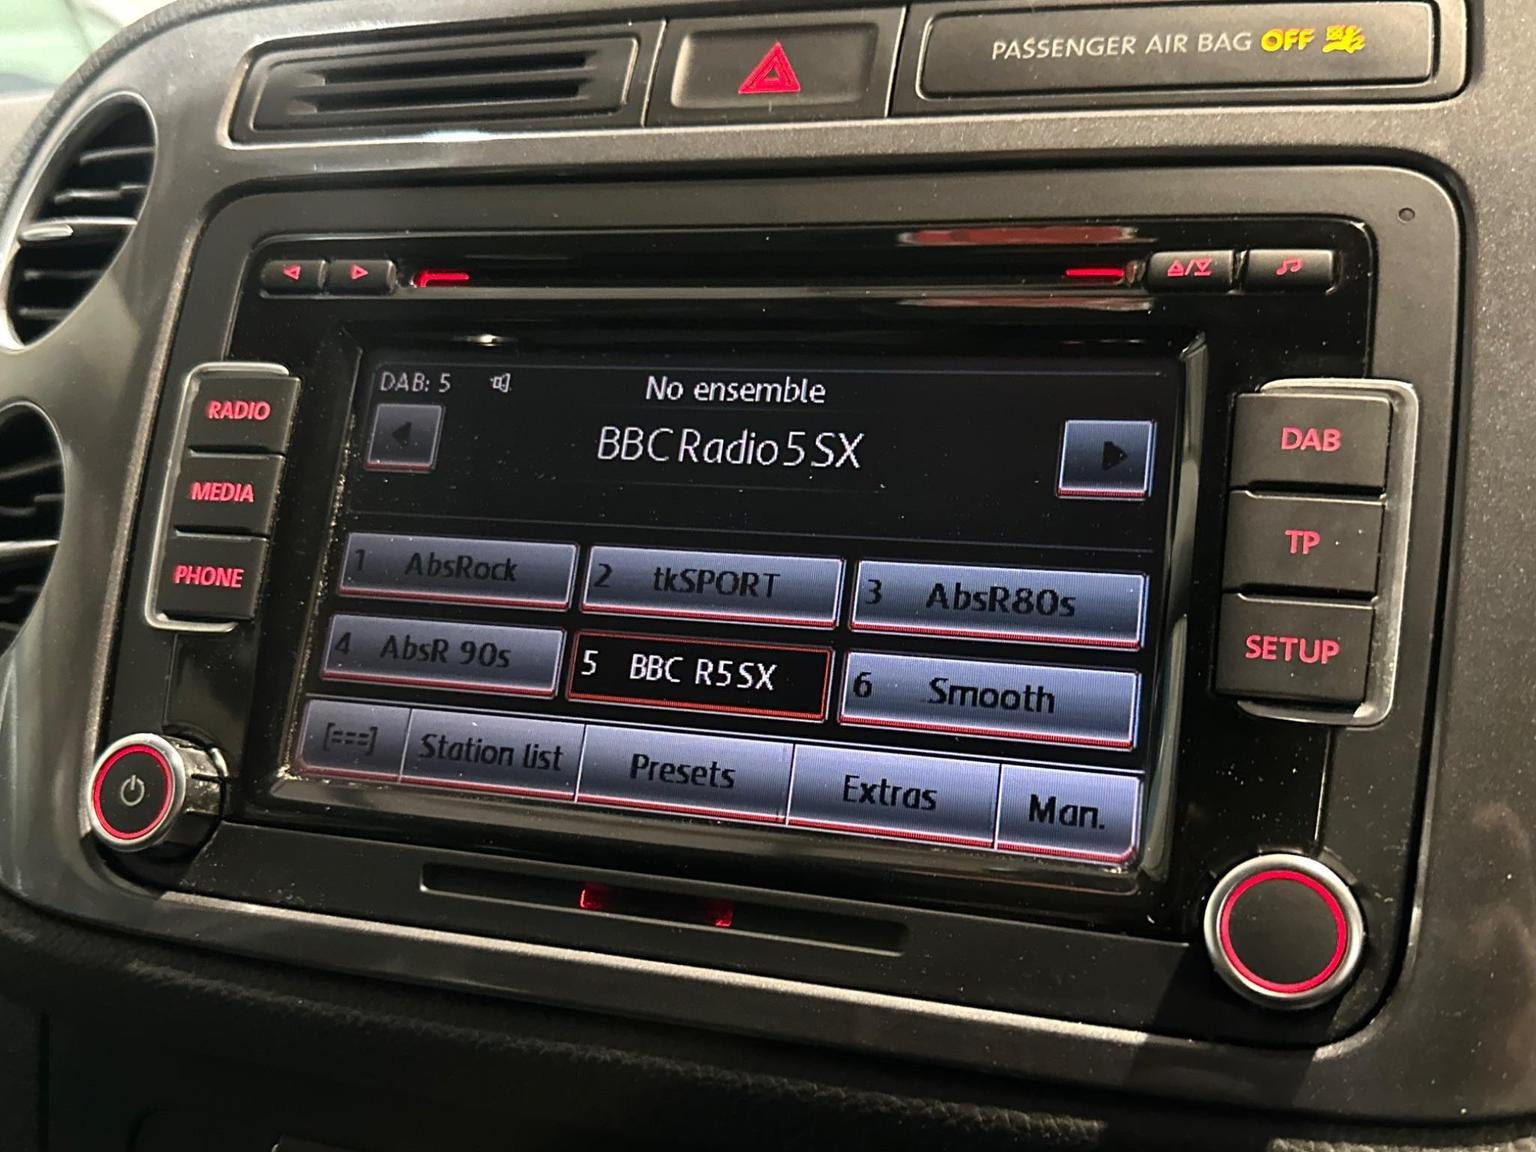 PASSENGER AIR BAG OFF
DAB: 5
No ensemble
BBC Radio 5 SX
RADIO
MEDIA
PHONE
1 AbsRock
2 tkSPORT
3 AbsR80s
4 AbsR 90s
5 BBC R5SX
6 Smooth
[===]
Station list
Presets
Extras
Man.
DAB
TP
SETUP